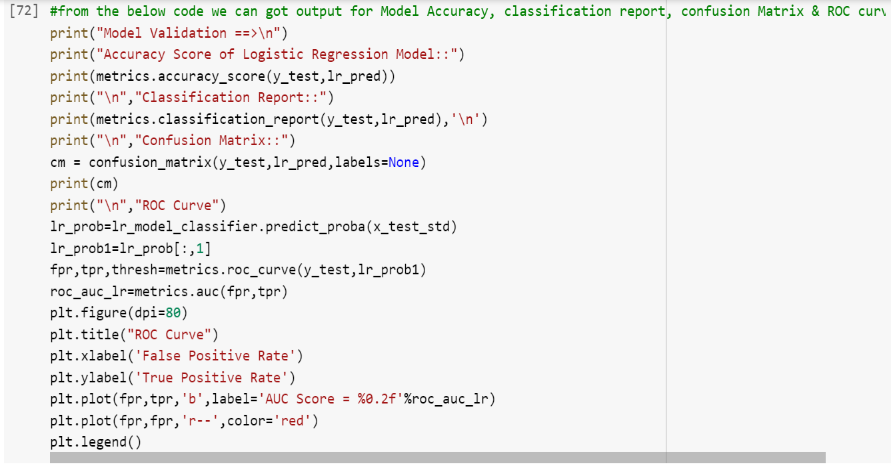 [72] #from the below code we can got output for Model Accuracy, classification report, confusion Matrix & ROC curv
print("Model Validation ==>\n")
print("Accuracy Score of Logistic Regression Model::")
print(metrics.accuracy_score(y_test,lr_pred))
print("\n","Classification Report::")
print(metrics.classification_report(y_test,lr_pred),'\n')
print("\n","Confusion Matrix::")
cm = confusion_matrix(y_test,lr_pred,labels=None)
print(cm)
print("\n","ROC Curve")
lr_prob=lr_model_classifier.predict_proba(x_test_std)
lr_prob1=lr_prob[:,1]
fpr,tpr,thresh=metrics.roc_curve(y_test,lr_prob1)
roc_auc_lr=metrics.auc(fpr,tpr)
plt.figure(dpi=80)
plt.title("ROC Curve")
plt.xlabel('False Positive Rate')
plt.ylabel('True Positive Rate')
plt.plot(fpr,tpr,'b',label='AUC Score = %0.2f'%roc_auc_lr)
plt.plot(fpr,fpr,'r--',color='red')
plt.legend()